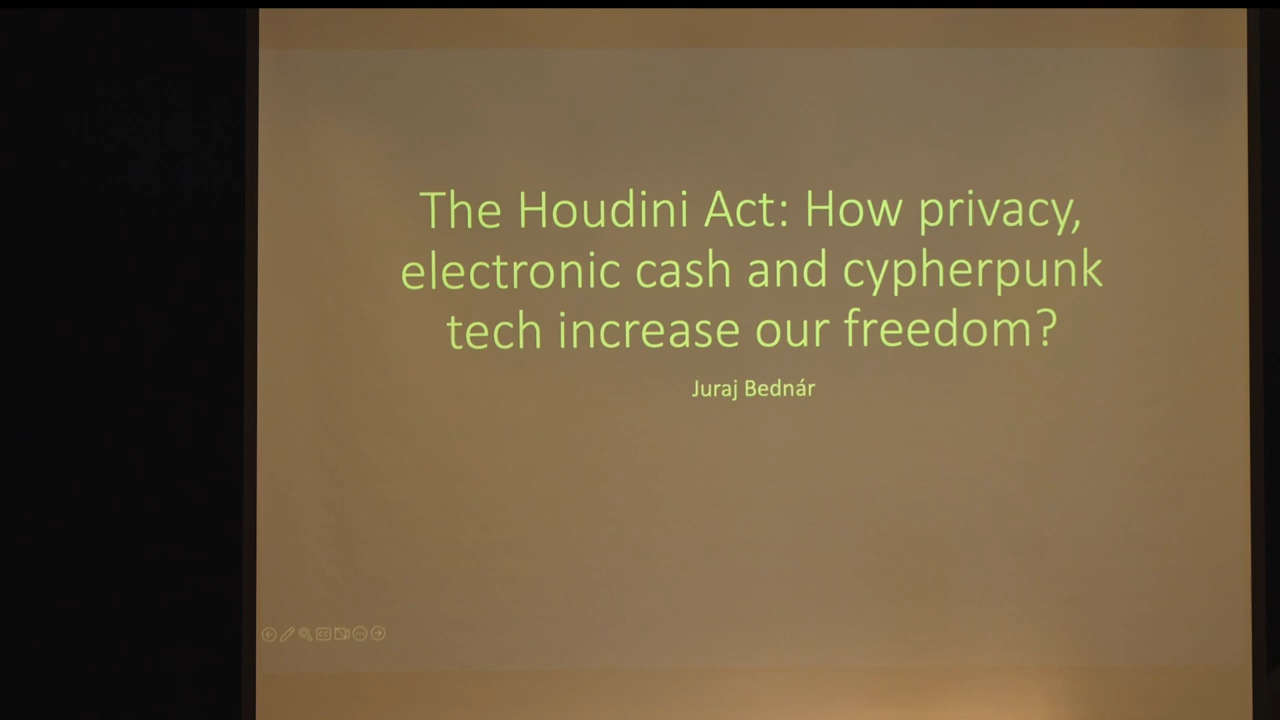 The Houdini Act: How privacy,
electronic cash and cypherpunk
tech increase our freedom?
Juraj Bednár